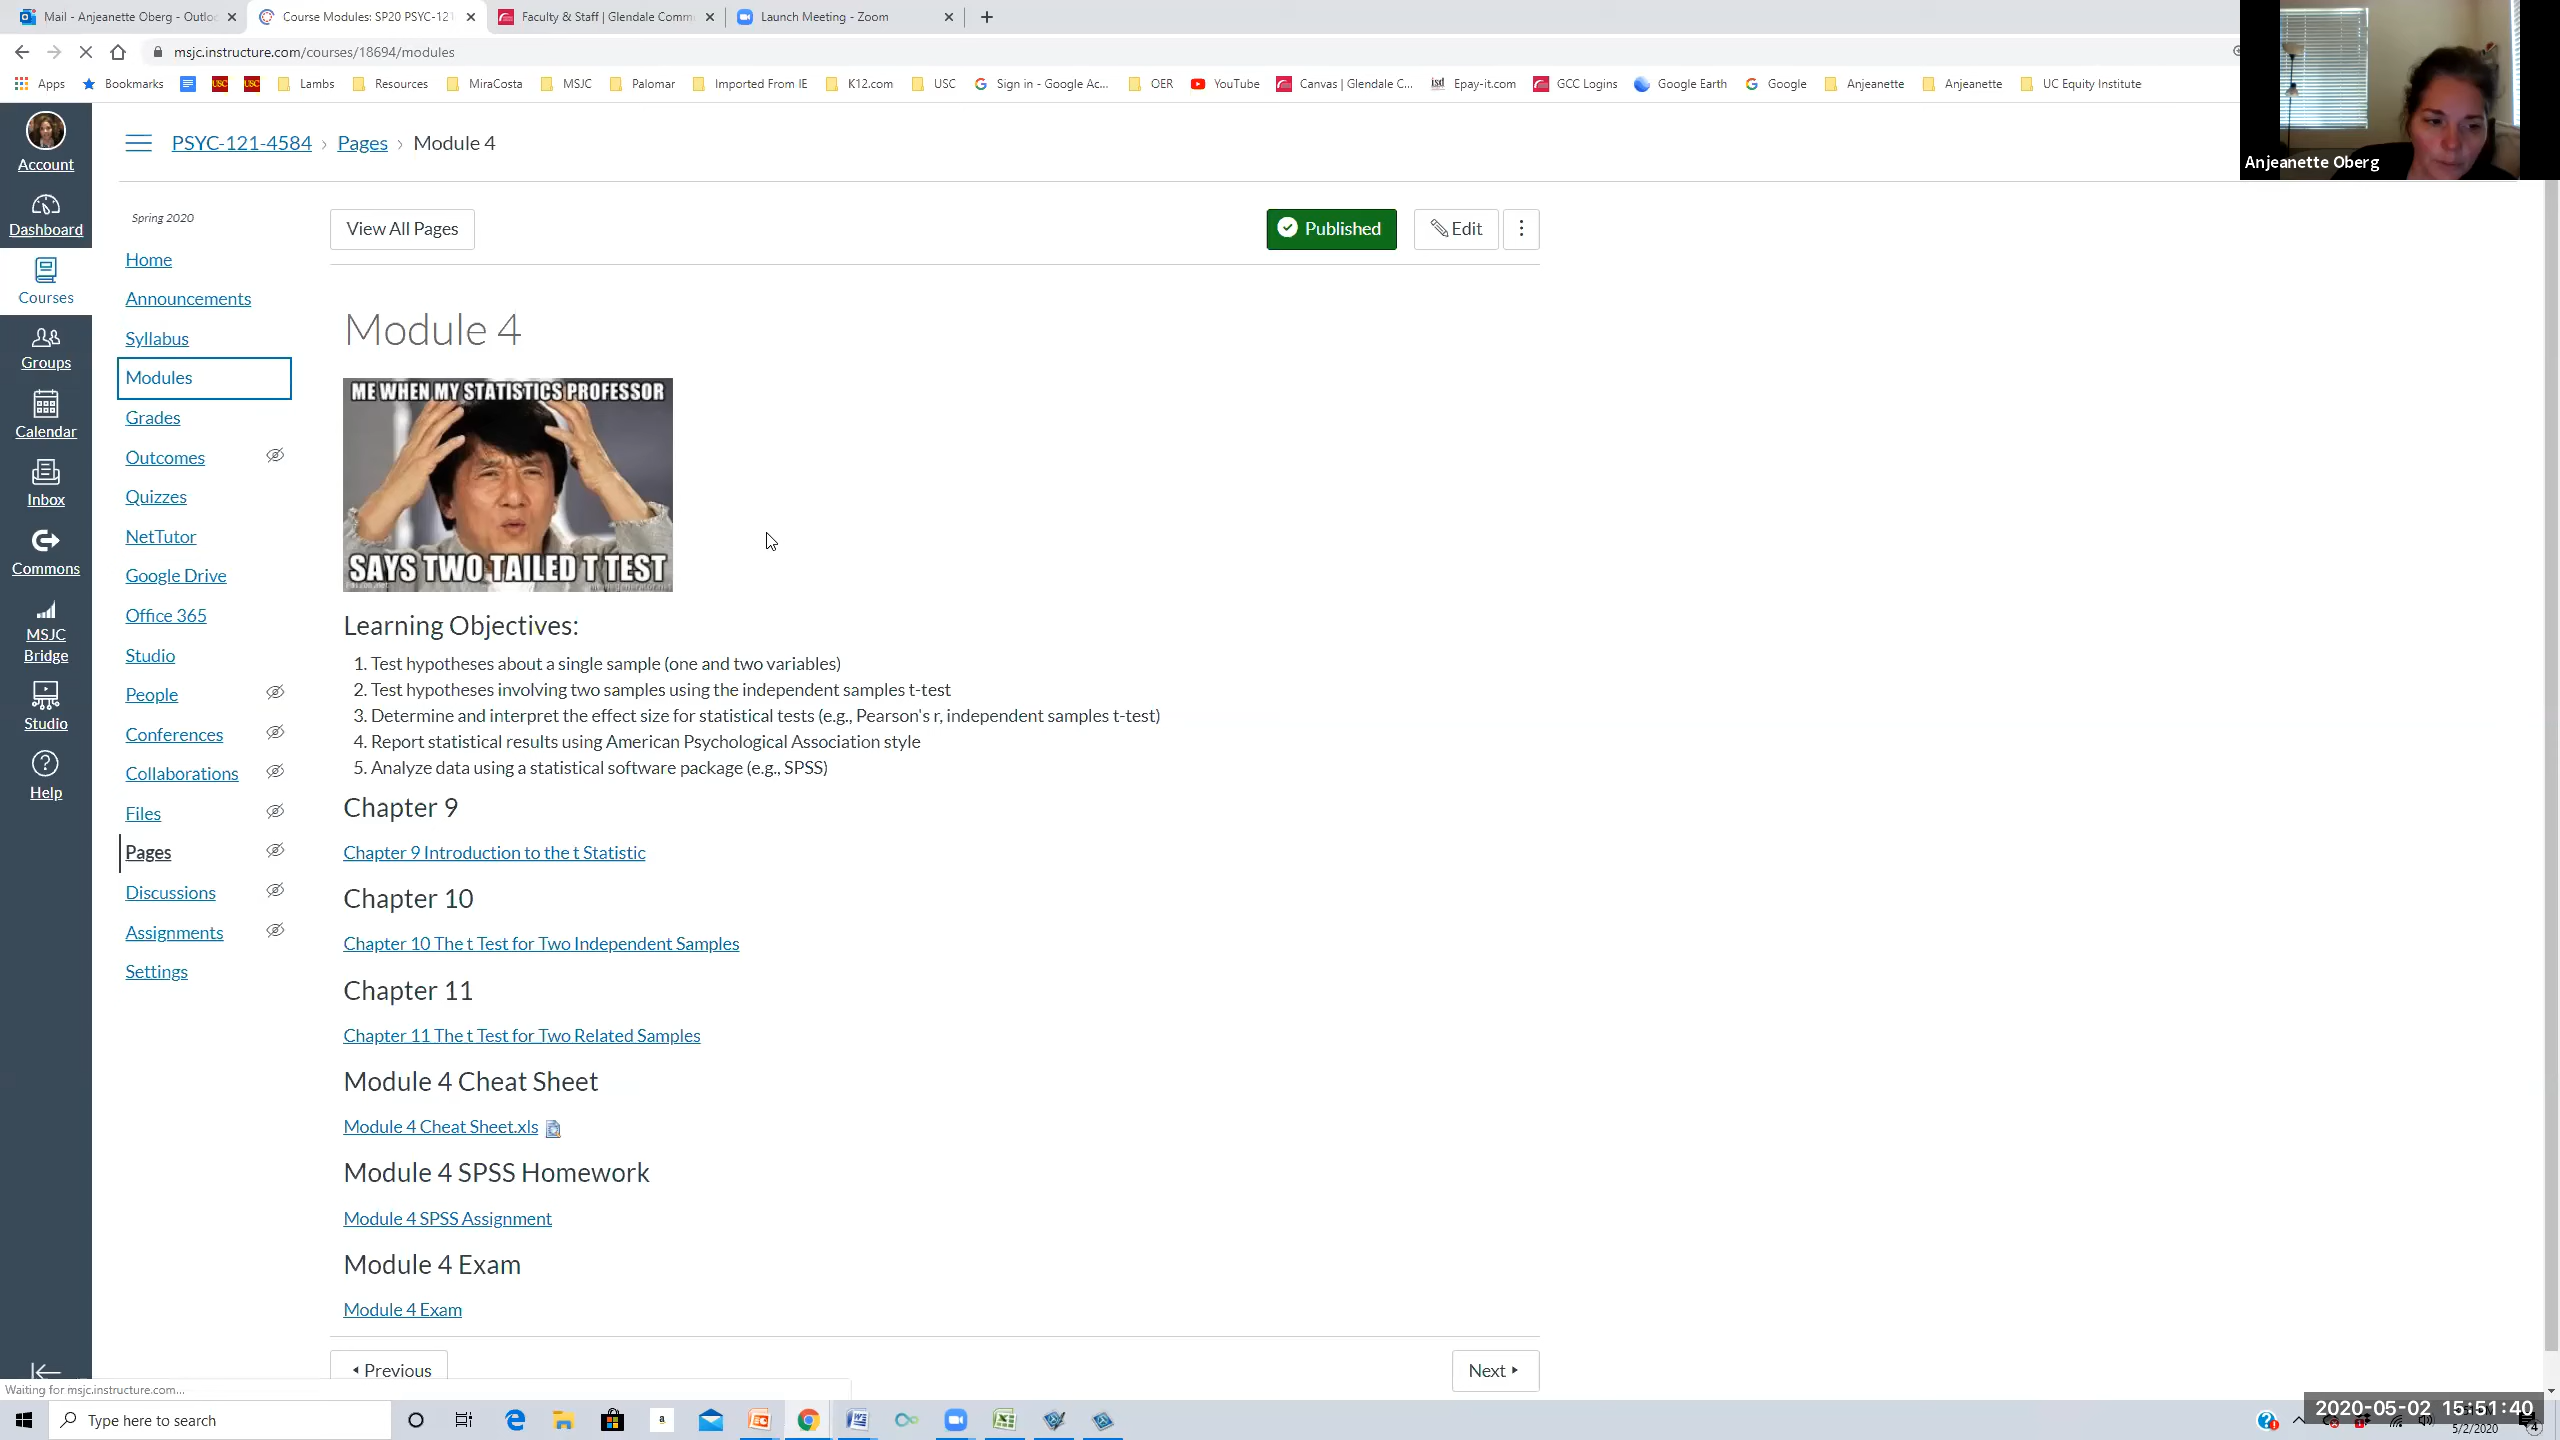 Mail - Anjeanette Oberg - Outlo
Course Modules: SP20 PSYC-121
Faculty & Staff | Glendale Comm
Launch Meeting - Zoom
msjc.instructure.com/courses/18694/modules
Apps
Bookmarks
USC
USC
Lambs
Resources
MiraCosta
MSJC
Palomar
Imported From IE
K12.com
USC
Sign in - Google Ac...
OER
YouTube
Canvas | Glendale C...
Epay-it.com
GCC Logins
Google Earth
Google
Anjeanette
Anjeanette
UC Equity Institute
Anjeanette Oberg
Account
Dashboard
Courses
Groups
Calendar
Inbox
Commons
MSJC
Bridge
Studio
Help
PSYC-121-4584 › Pages › Module 4
Spring 2020
Home
Announcements
Syllabus
Modules
Grades
Outcomes
Quizzes
NetTutor
Google Drive
Office 365
Studio
People
Conferences
Collaborations
Files
Pages
Discussions
Assignments
Settings
View All Pages
Published
Edit
Module 4
ME WHEN MY STATISTICS PROFESSOR
SAYS TWO TAILED T TEST
Learning Objectives:
1. Test hypotheses about a single sample (one and two variables)
2. Test hypotheses involving two samples using the independent samples t-test
3. Determine and interpret the effect size for statistical tests (e.g., Pearson's r, independent samples t-test)
4. Report statistical results using American Psychological Association style
5. Analyze data using a statistical software package (e.g., SPSS)
Chapter 9
Chapter 9 Introduction to the t Statistic
Chapter 10
Chapter 10 The t Test for Two Independent Samples
Chapter 11
Chapter 11 The t Test for Two Related Samples
Module 4 Cheat Sheet
Module 4 Cheat Sheet.xls
Module 4 SPSS Homework
Module 4 SPSS Assignment
Module 4 Exam
Module 4 Exam
Previous
Next
Waiting for msjc.instructure.com...
Type here to search
2020-05-02 15:51:40
5/2/2020